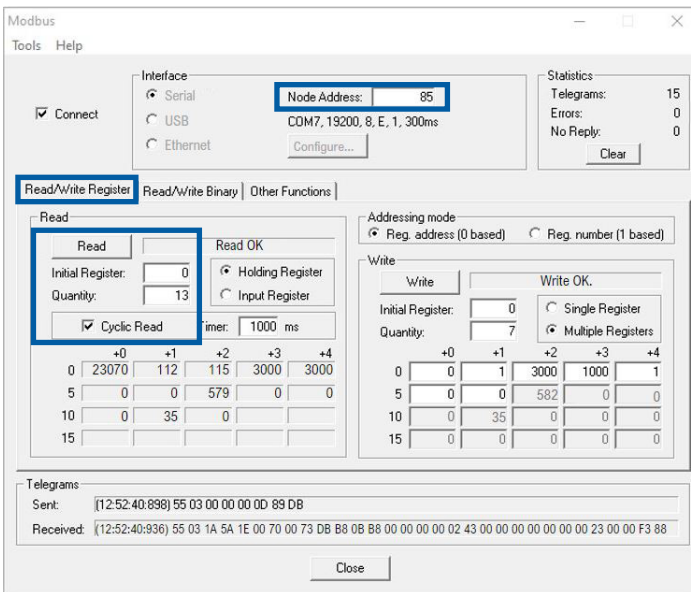 Modbus
Tools Help
Connect
Interface
Serial
USB
Ethernet
Node Address: 85
COM7, 19200, 8, E, 1, 300ms
Configure...
Statistics
Telegrams: 15
Errors: 0
No Reply: 0
Clear
Read/Write Register Read/Write Binary Other Functions
Read
Read Read OK
Initial Register: 0
Quantity: 13
Holding Register
Input Register
Cyclic Read Timer: 1000 ms
+0 +1 +2 +3 +4
0 23070 112 115 3000 3000
5 0 0 579 0 0
10 0 35 0
15
Addressing mode
Reg. address (0 based) Reg. number (1 based)
Write
Write Write OK.
Initial Register: 0
Quantity: 7
Single Register
Multiple Registers
+0 +1 +2 +3 +4
0 0 1 3000 1000 1
5 0 0 582 0 0
10 0 35 0 0 0
15 0 0 0 0 0
Telegrams
Sent: (12:52:40:898) 55 03 00 00 00 0D 89 DB
Received: (12:52:40:936) 55 03 1A 5A 1E 00 70 00 73 DB B8 0B B8 00 00 00 00 02 43 00 00 00 00 00 00 00 23 00 00 F3 88
Close